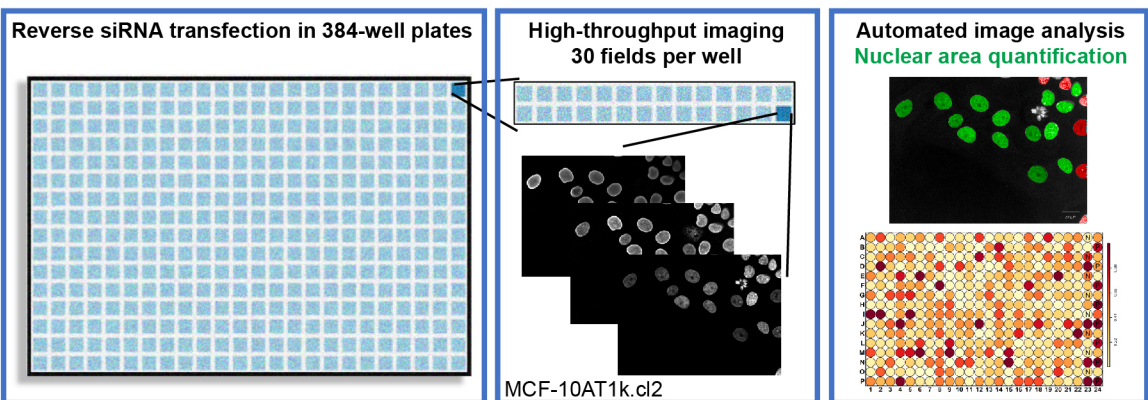 Reverse siRNA transfection in 384-well plates
High-throughput imaging
30 fields per well
MCF-10AT1k.cl2
Automated image analysis
Nuclear area quantification
A
B
C
D
E
F
G
H
I
J
K
L
M
N
O
P
1 2 3 4 5 6 7 8 9 10 11 12 13 14 15 16 17 18 19 20 21 22 23 24